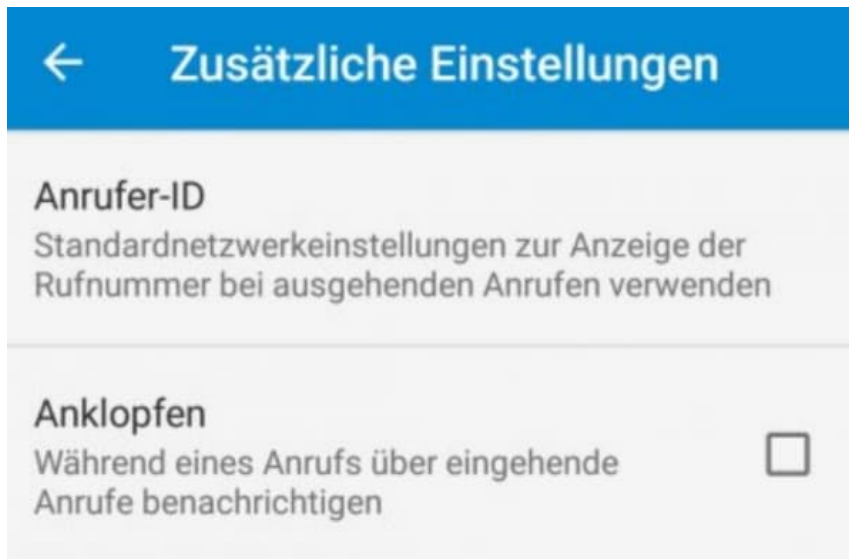 Zusätzliche Einstellungen
Anrufer-ID
Standardnetzwerkeinstellungen zur Anzeige der
Rufnummer bei ausgehenden Anrufen verwenden
Anklopfen
Während eines Anrufs über eingehende
Anrufe benachrichtigen